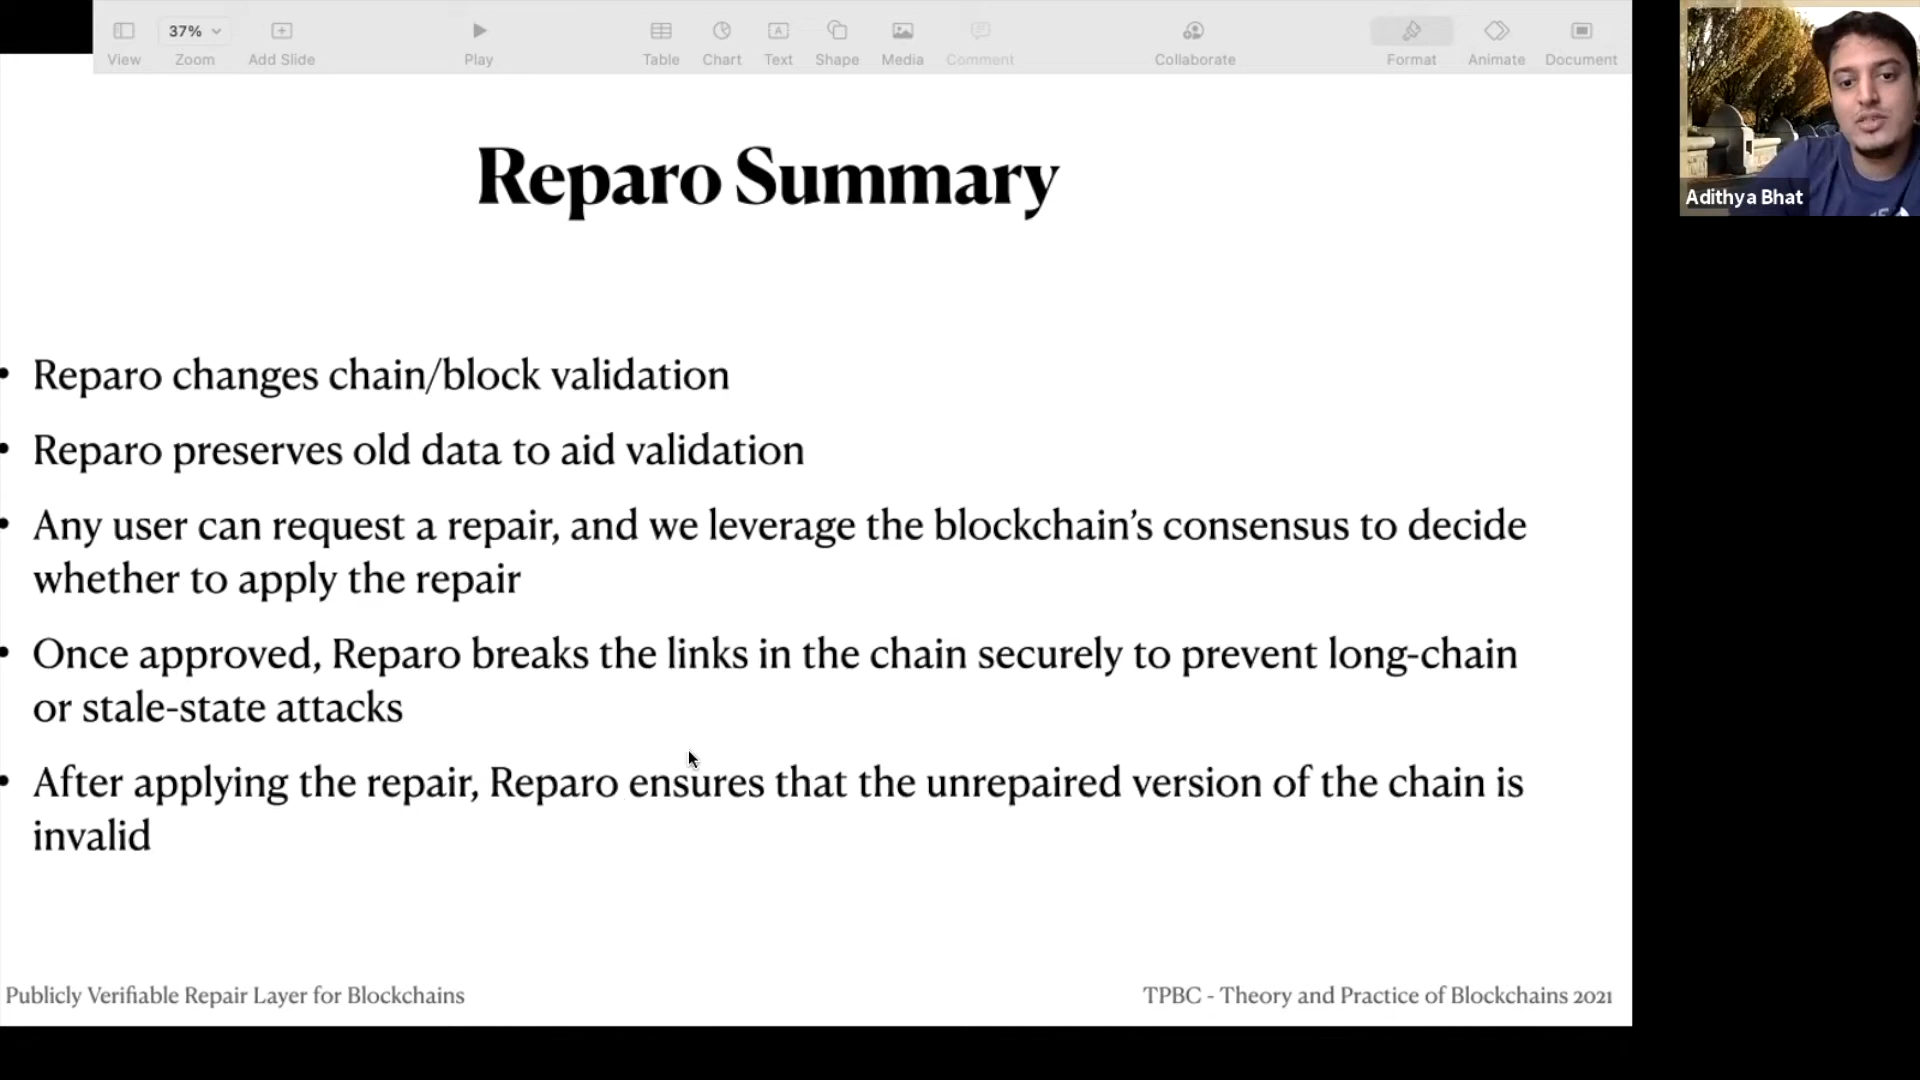 37%
View Zoom Add Slide Play Table Chart Text Shape Media Comment Collaborate Format Animate Document
Adithya Bhat
Reparo Summary
• Reparo changes chain/block validation
• Reparo preserves old data to aid validation
• Any user can request a repair, and we leverage the blockchain’s consensus to decide
whether to apply the repair
• Once approved, Reparo breaks the links in the chain securely to prevent long-chain
or stale-state attacks
• After applying the repair, Reparo ensures that the unrepaired version of the chain is
invalid
Publicly Verifiable Repair Layer for Blockchains
TPBC - Theory and Practice of Blockchains 2021